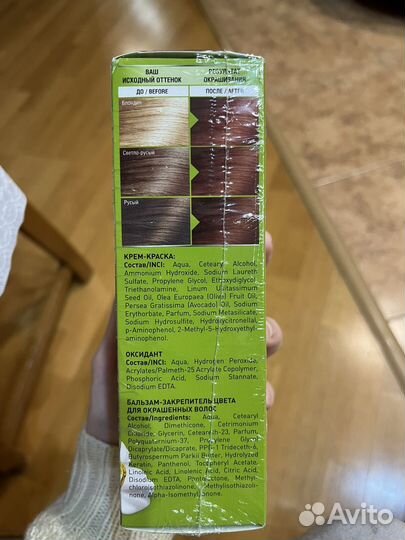 ВАШ
ИСХОДНЫЙ ОТТЕНОК
РЕЗУЛЬТАТ
ОКРАШИВАНИЯ
ДО / BEFORE
ПОСЛЕ / AFTER
Блондин
Светло-русый
Русый
КРЕМ-КРАСКА:
Состав/INCI: Aqua, Cetearyl Alcohol,
Ammonium Hydroxide, Sodium Laureth
Sulfate, Propylene Glycol, Ethoxydiglycol,
Triethanolamine, Linum Usitatissimum
Seed Oil, Olea Europaea (Olive) Fruit Oil,
Persea Gratissima (Avocado) Oil, Sodium
Erythorbate, Parfum, Sodium Metasilicate,
Sodium Hydrosulfite, Hydroxycitronellal,
p-Aminophenol, 2-Methyl-5-Hydroxyethyl-
aminophenol.
ОКСИДАНТ
Состав/INCI: Aqua, Hydrogen Peroxide,
Acrylates/Palmeth-25 Acrylate Copolymer,
Phosphoric Acid, Sodium Stannate,
Disodium EDTA.
БАЛЬЗАМ-ЗАКРЕПИТЕЛЬ ЦВЕТА
ДЛЯ ОКРАШЕННЫХ ВОЛОС
Состав/Ingredients: Aqua, Cetearyl
Alcohol, Dimethicone, Cetrimonium
Chloride, Glycerin, Ceteareth-23, Parfum,
Polyquaternium-37, Propylene Glycol
Dicaprylate/Dicaprate, PPG-1 Trideceth-6,
Butyrospermum Parkii Butter, Hydrolyzed
Keratin, Panthenol, Tocopheryl Acetate,
Linoleic Acid, Linolenic Acid, Citric Acid,
Disodium EDTA, Methyl-
chloroisothiazolinone, Methylisothiazoli-
none, Alpha-Isomethyl Ionone.
Avito